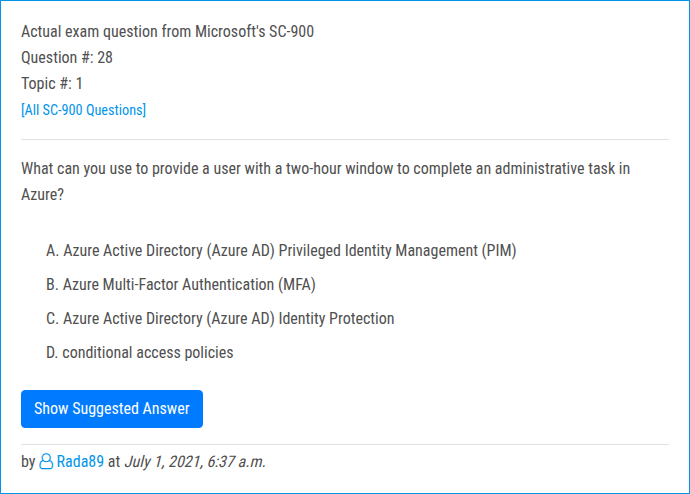 Actual exam question from Microsoft's SC-900
Question #: 28
Topic #: 1
[All SC-900 Questions]
What can you use to provide a user with a two-hour window to complete an administrative task in
Azure?
A. Azure Active Directory (Azure AD) Privileged Identity Management (PIM)
B. Azure Multi-Factor Authentication (MFA)
C. Azure Active Directory (Azure AD) Identity Protection
D. conditional access policies
Show Suggested Answer
by Rada89 at July 1, 2021, 6:37 a.m.